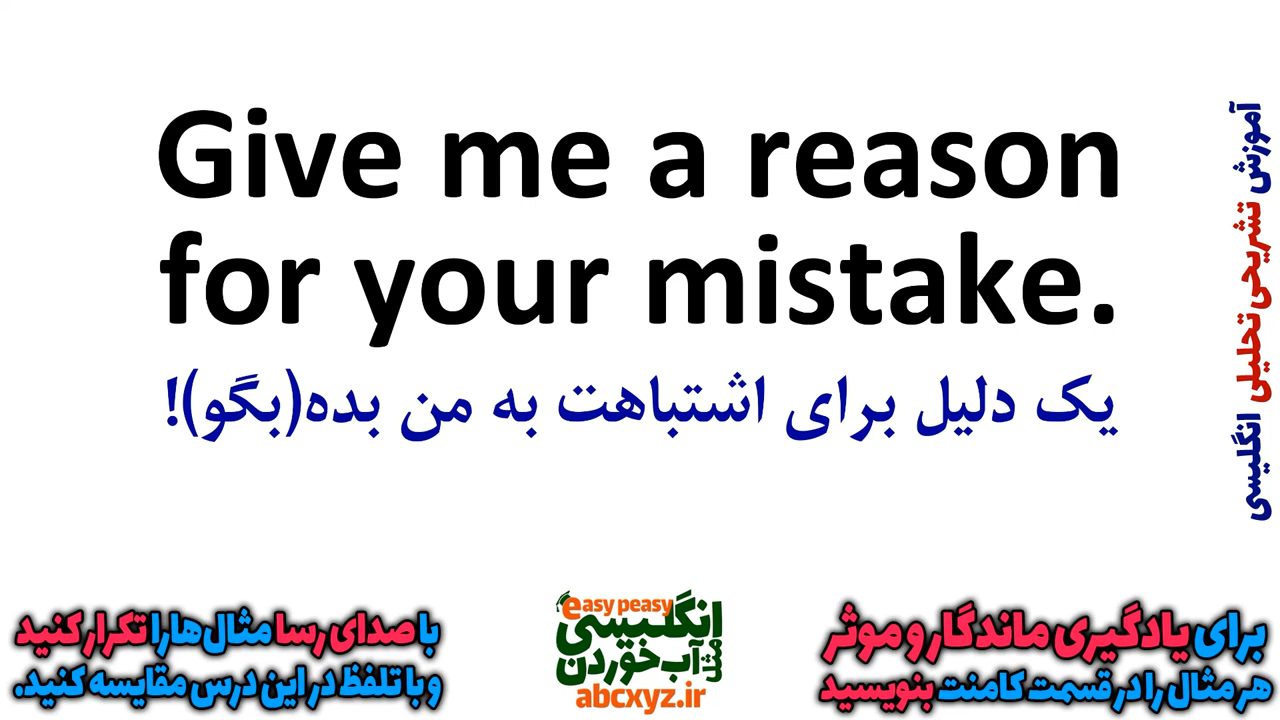 Give me a reason
for your mistake.
یک دلیل برای اشتباهت به من بده(بگو)!
آموزش تشریحی تحلیلی انگلیسی
برای یادگیری ماندگار و موثر
هر مثال را در قسمت کامنت بنویسید
easy peasy
انگلیسی
مثل آب خوردن
abcxyz.ir
با صدای رسا مثال‌ها را تکرار کنید
و با تلفظ در این درس مقایسه کنید.